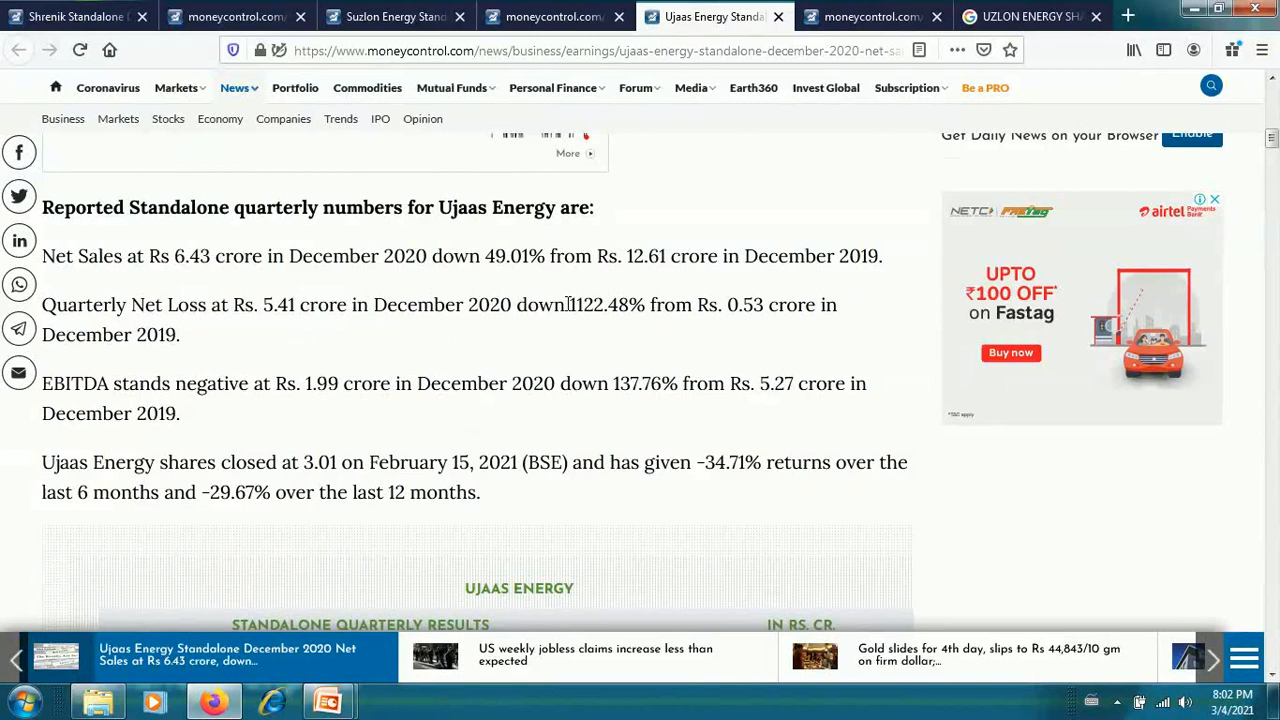 Shrenik Standalone D
moneycontrol.com/
Suzlon Energy Stand
moneycontrol.com/
Ujaas Energy Standa
moneycontrol.com/
UZLON ENERGY SH
https://www.moneycontrol.com/news/business/earnings/ujaas-energy-standalone-december-2020-net-sa
Coronavirus Markets News Portfolio Commodities Mutual Funds Personal Finance Forum Media Earth360 Invest Global Subscription Be a PRO
Business Markets Stocks Economy Companies Trends IPO Opinion
More
Get Daily News on your Browser
Enable
Reported Standalone quarterly numbers for Ujaas Energy are:
Net Sales at Rs 6.43 crore in December 2020 down 49.01% from Rs. 12.61 crore in December 2019.
Quarterly Net Loss at Rs. 5.41 crore in December 2020 down 1122.48% from Rs. 0.53 crore in
December 2019.
EBITDA stands negative at Rs. 1.99 crore in December 2020 down 137.76% from Rs. 5.27 crore in
December 2019.
Ujaas Energy shares closed at 3.01 on February 15, 2021 (BSE) and has given -34.71% returns over the
last 6 months and -29.67% over the last 12 months.
NETC FASTag
airtel
Payments
Bank
UPTO
₹100 OFF*
on Fastag
Buy now
*T&C apply
UJAAS ENERGY
STANDALONE QUARTERLY RESULTS IN RS. CR.
Ujaas Energy Standalone December 2020 Net
Sales at Rs 6.43 crore, down...
US weekly jobless claims increase less than
expected
Gold slides for 4th day, slips to Rs 44,843/10 gm
on firm dollar;...
8:02 PM
3/4/2021